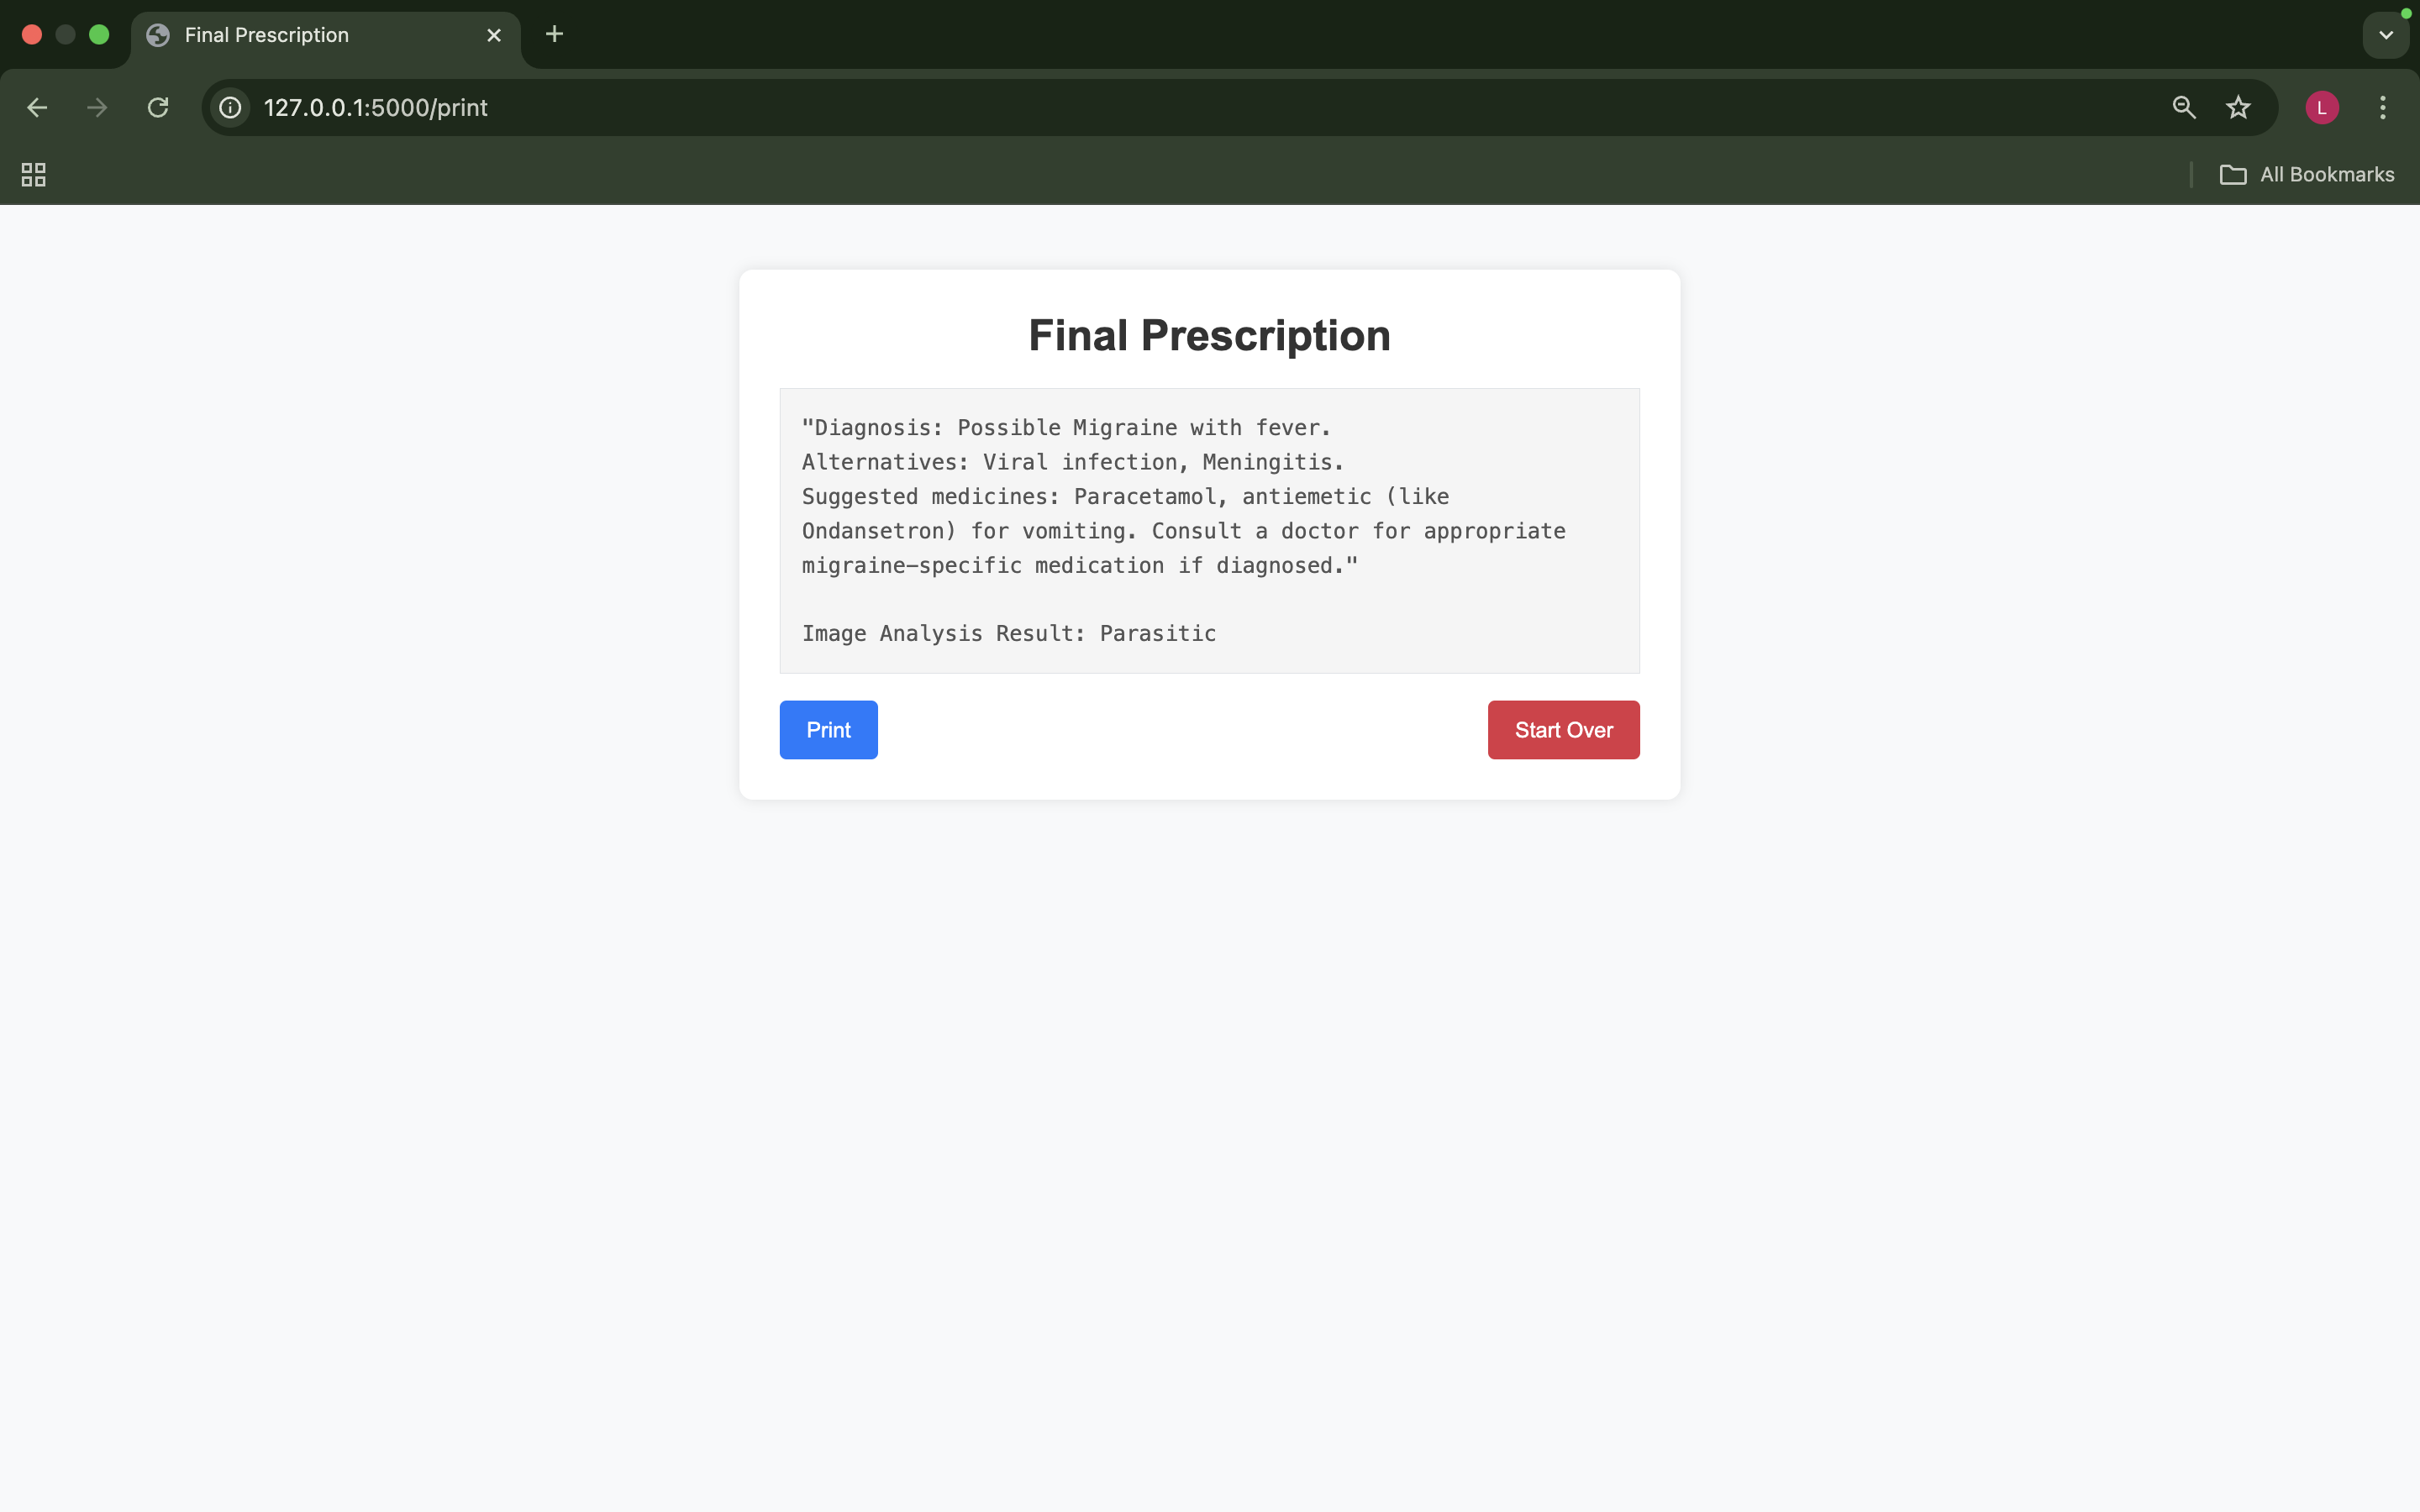 Final Prescription
127.0.0.1:5000/print
L
All Bookmarks
Final Prescription
"Diagnosis: Possible Migraine with fever.
Alternatives: Viral infection, Meningitis.
Suggested medicines: Paracetamol, antiemetic (like
Ondansetron) for vomiting. Consult a doctor for appropriate
migraine-specific medication if diagnosed."
Image Analysis Result: Parasitic
Print
Start Over